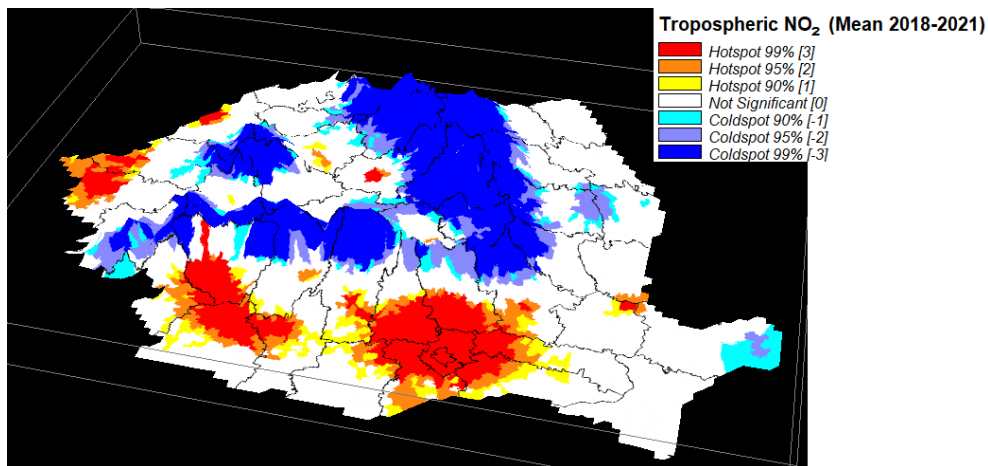 Tropospheric NO₂ (Mean 2018-2021)
Hotspot 99% [3]
Hotspot 95% [2]
Hotspot 90% [1]
Not Significant [0]
Coldspot 90% [-1]
Coldspot 95% [-2]
Coldspot 99% [-3]